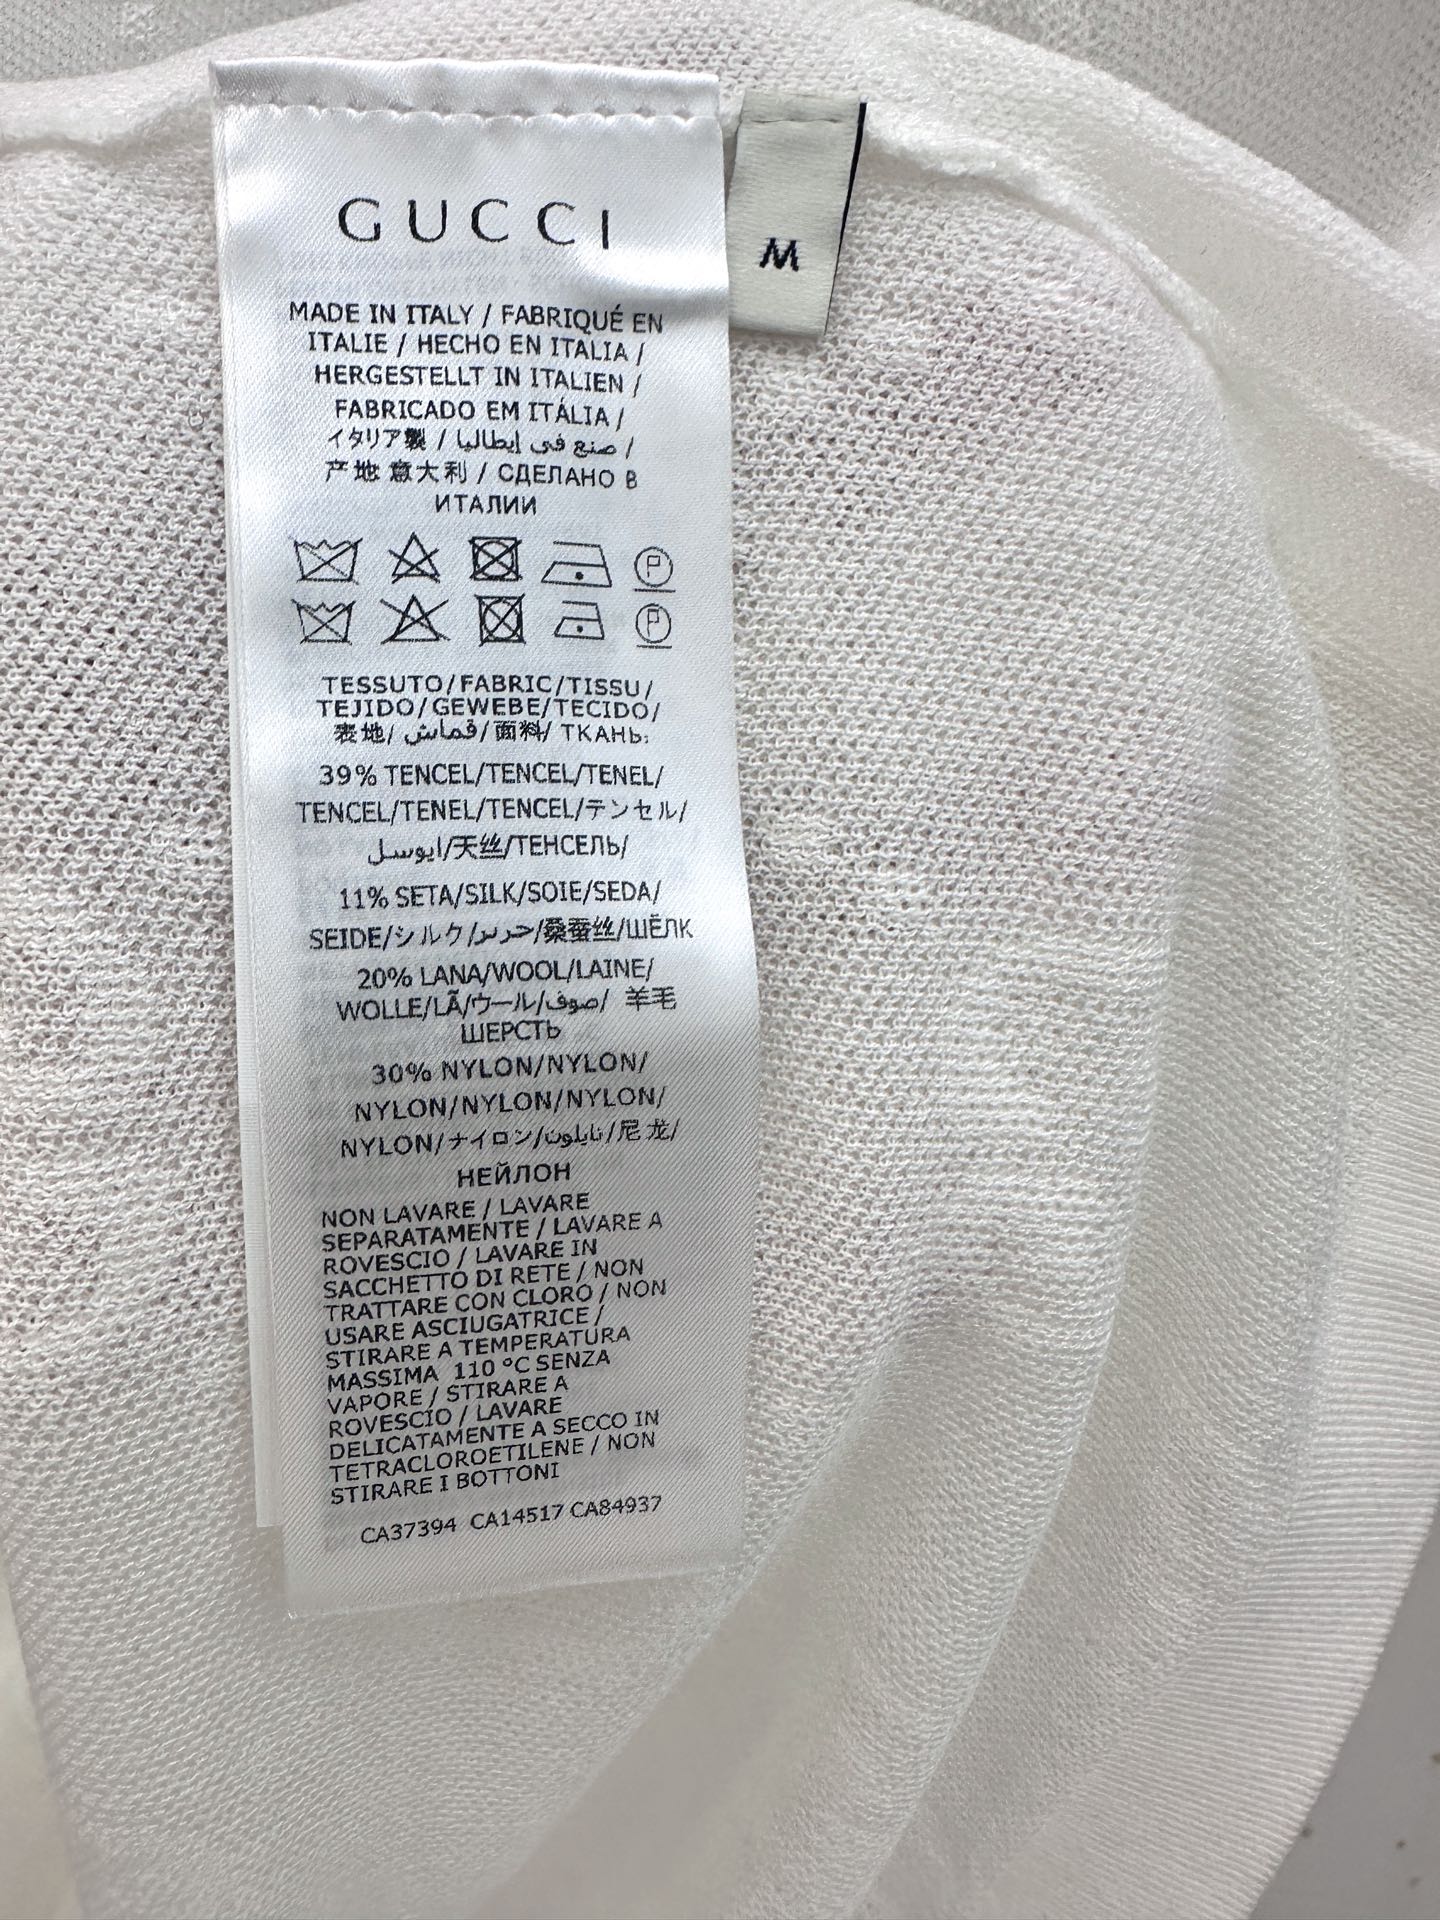 GUCCI
M
MADE IN ITALY / FABRIQUÉ EN
ITALIE / HECHO EN ITALIA /
HERGESTELLT IN ITALIEN /
FABRICADO EM ITÁLIA /
イタリア製 / صنع في إيطاليا /
产地 意大利 / СДЕЛАНО В
ИТАЛИИ
P
P
TESSUTO/FABRIC/TISSU/
TEJIDO/GEWEBE/TECIDO/
表地/ قماش/面料/ ТКАНЬ:
39% TENCEL/TENCEL/TENEL/
TENCEL/TENEL/TENCEL/テンセル/
ايوسل/天丝/ТЕНСЕЛЬ/
11% SETA/SILK/SOIE/SEDA/
SEIDE/シルク/حرير/桑蚕丝/ШЁЛК
20% LANA/WOOL/LAINE/
WOLLE/LÃ/ウール/صوف/ 羊毛
ШЕРСТЬ
30% NYLON/NYLON/
NYLON/NYLON/NYLON/
NYLON/ナイロン/نايلون/尼龙/
НЕЙЛОН
NON LAVARE / LAVARE
SEPARATAMENTE / LAVARE A
ROVESCIO / LAVARE IN
SACCHETTO DI RETE / NON
TRATTARE CON CLORO / NON
USARE ASCIUGATRICE /
STIRARE A TEMPERATURA
MASSIMA 110 °C SENZA
VAPORE / STIRARE A
ROVESCIO / LAVARE
DELICATAMENTE A SECCO IN
TETRACLOROETILENE / NON
STIRARE I BOTTONI
CA37394 CA14517 CA84937